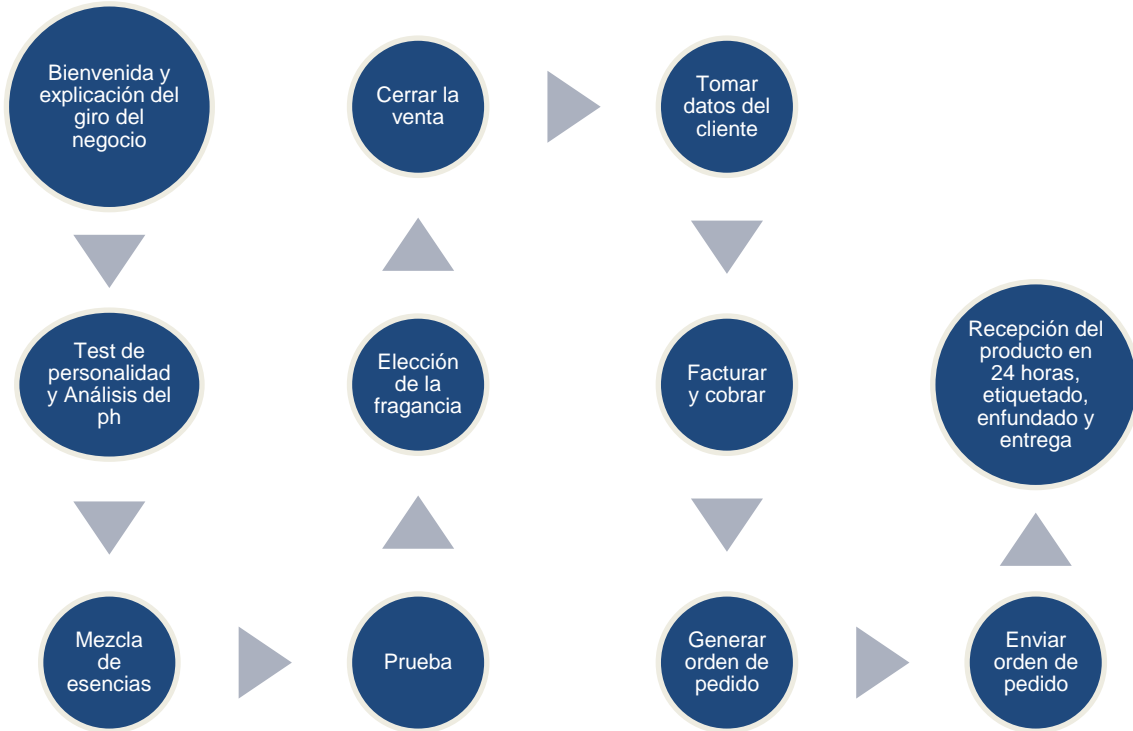 Bienvenida y
explicación del
giro del
negocio
Test de
personalidad
y Análisis del
ph
Mezcla
de
esencias
Prueba
Elección
de la
fragancia
Cerrar la
venta
Tomar
datos del
cliente
Facturar
y cobrar
Generar
orden de
pedido
Enviar
orden de
pedido
Recepción del
producto en
24 horas,
etiquetado,
enfundado y
entrega